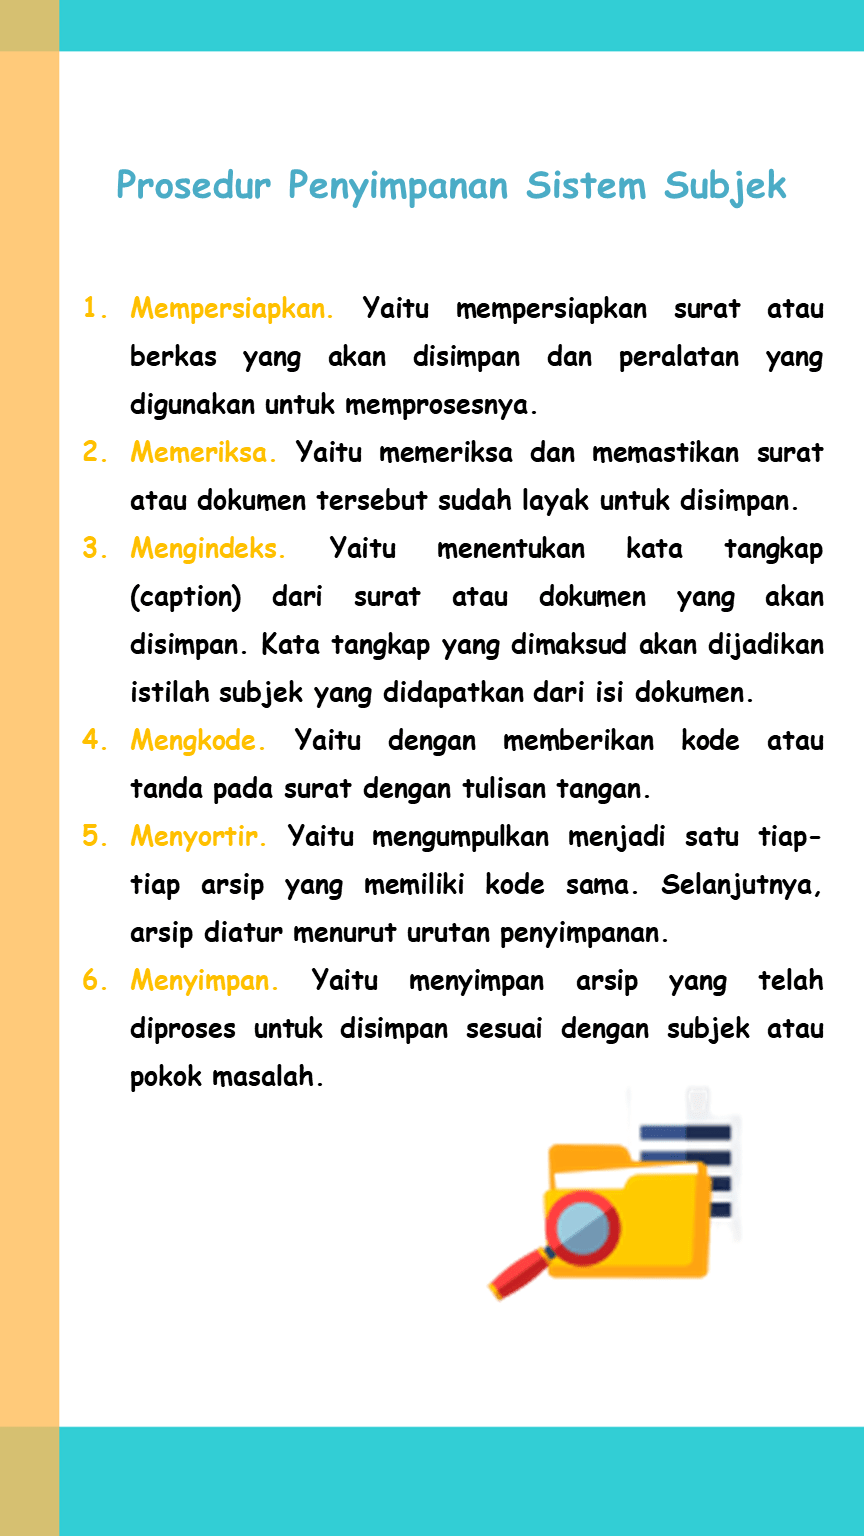 Prosedur Penyimpanan Sistem Subjek
1. Mempersiapkan. Yaitu mempersiapkan surat atau
berkas yang akan disimpan dan peralatan yang
digunakan untuk memprosesnya.
2. Memeriksa. Yaitu memeriksa dan memastikan surat
atau dokumen tersebut sudah layak untuk disimpan.
3. Mengindeks. Yaitu menentukan kata tangkap
(caption) dari surat atau dokumen yang akan
disimpan. Kata tangkap yang dimaksud akan dijadikan
istilah subjek yang didapatkan dari isi dokumen.
4. Mengkode. Yaitu dengan memberikan kode atau
tanda pada surat dengan tulisan tangan.
5. Menyortir. Yaitu mengumpulkan menjadi satu tiap-
tiap arsip yang memiliki kode sama. Selanjutnya,
arsip diatur menurut urutan penyimpanan.
6. Menyimpan. Yaitu menyimpan arsip yang telah
diproses untuk disimpan sesuai dengan subjek atau
pokok masalah.